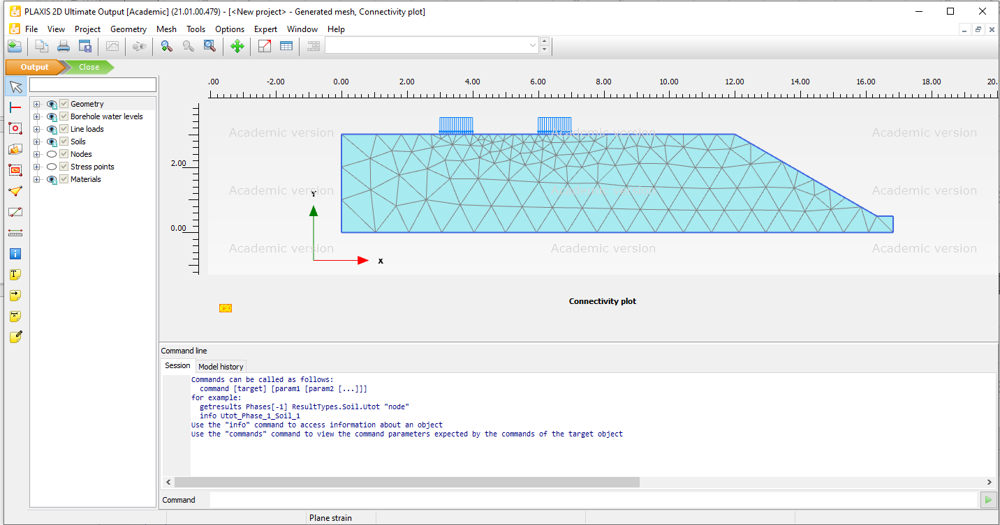 PLAXIS 2D Ultimate Output [Academic] (21.01.00.479) - [<New project> - Generated mesh, Connectivity plot]
File View Project Geometry Mesh Tools Options Expert Window Help
Output Close
.00 -2.00 0.00 2.00 4.00 6.00 8.00 10.00 12.00 14.00 16.00 18.00 20.
Geometry
Borehole water levels
Line loads
Soils
Nodes
Stress points
Materials
Academic version Academic version Academic version
2.00
Academic version Academic version Academic version
Y
0.00
Academic version Academic version Academic version
X
Connectivity plot
Command line
Session Model history
Commands can be called as follows:
command [target] [param1 [param2 [...]]]
for example:
getresults Phases[-1] ResultTypes.Soil.Utot "node"
info Utot_Phase_1_Soil_1
Use the "info" command to access information about an object
Use the "commands" command to view the command parameters expected by the commands of the target object
Command
Plane strain